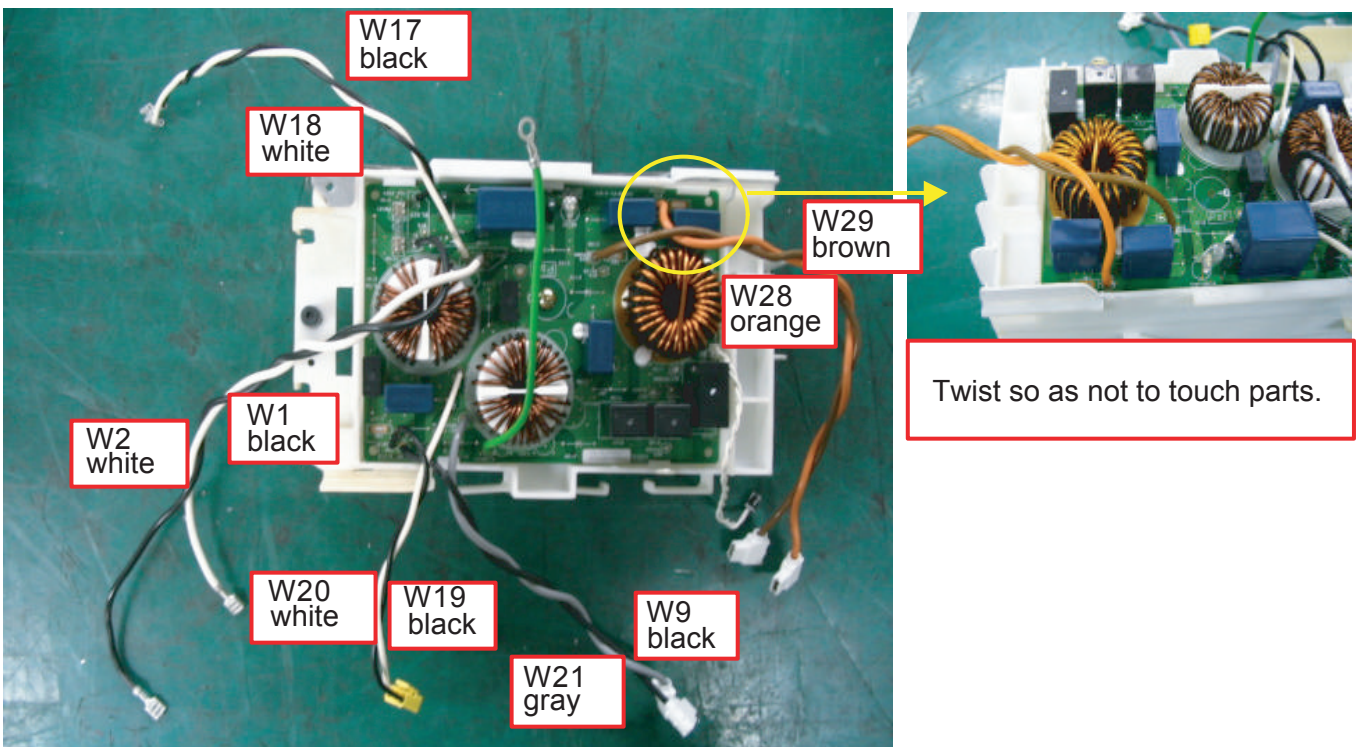 W17
black
W18
white
W29
brown
W28
orange
Twist so as not to touch parts.
W1
black
W2
white
W20
white
W19
black
W9
black
W21
gray